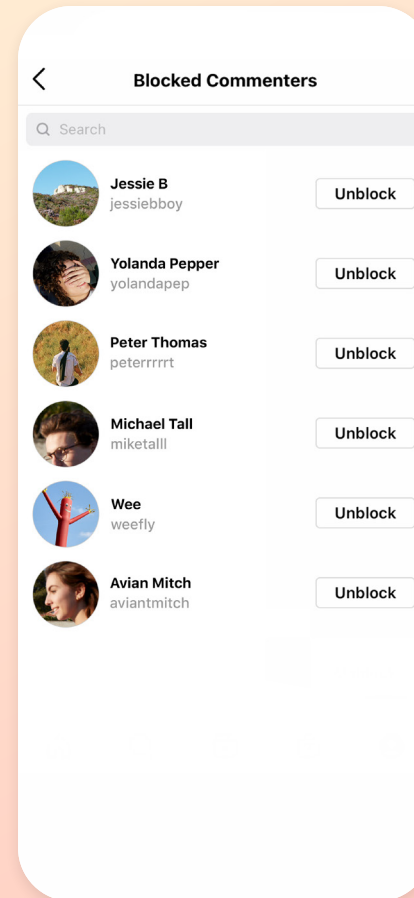 Blocked Commenters
Search
Jessie B
jessiebboy
Unblock
Yolanda Pepper
yolandapep
Unblock
Peter Thomas
peterrrrrt
Unblock
Michael Tall
miketalll
Unblock
Wee
weefly
Unblock
Avian Mitch
aviantmitch
Unblock